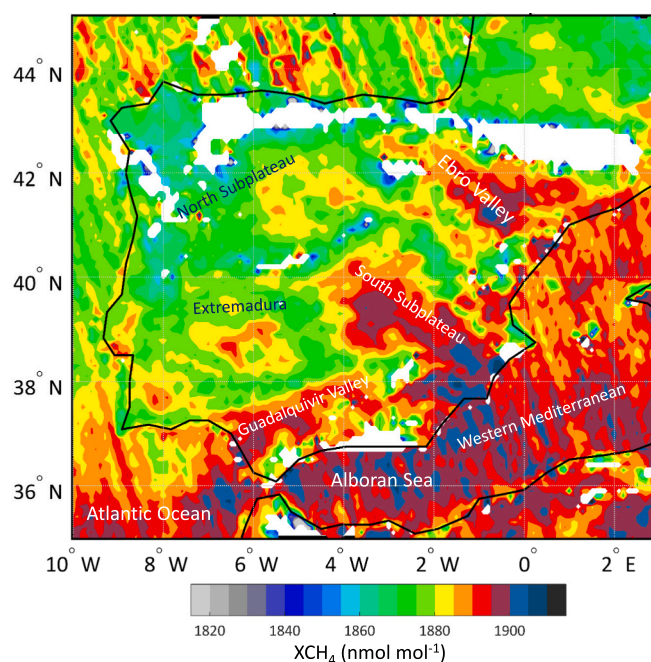 44° N
42° N
40° N
38° N
36° N
North Subplateau
Ebro Valley
Extremadura
South Subplateau
Guadalquivir Valley
Western Mediterranean
Alboran Sea
Atlantic Ocean
10° W 8° W 6° W 4° W 2° W 0° 2° E
1820 1840 1860 1880 1900
XCH₄ (nmol mol⁻¹)